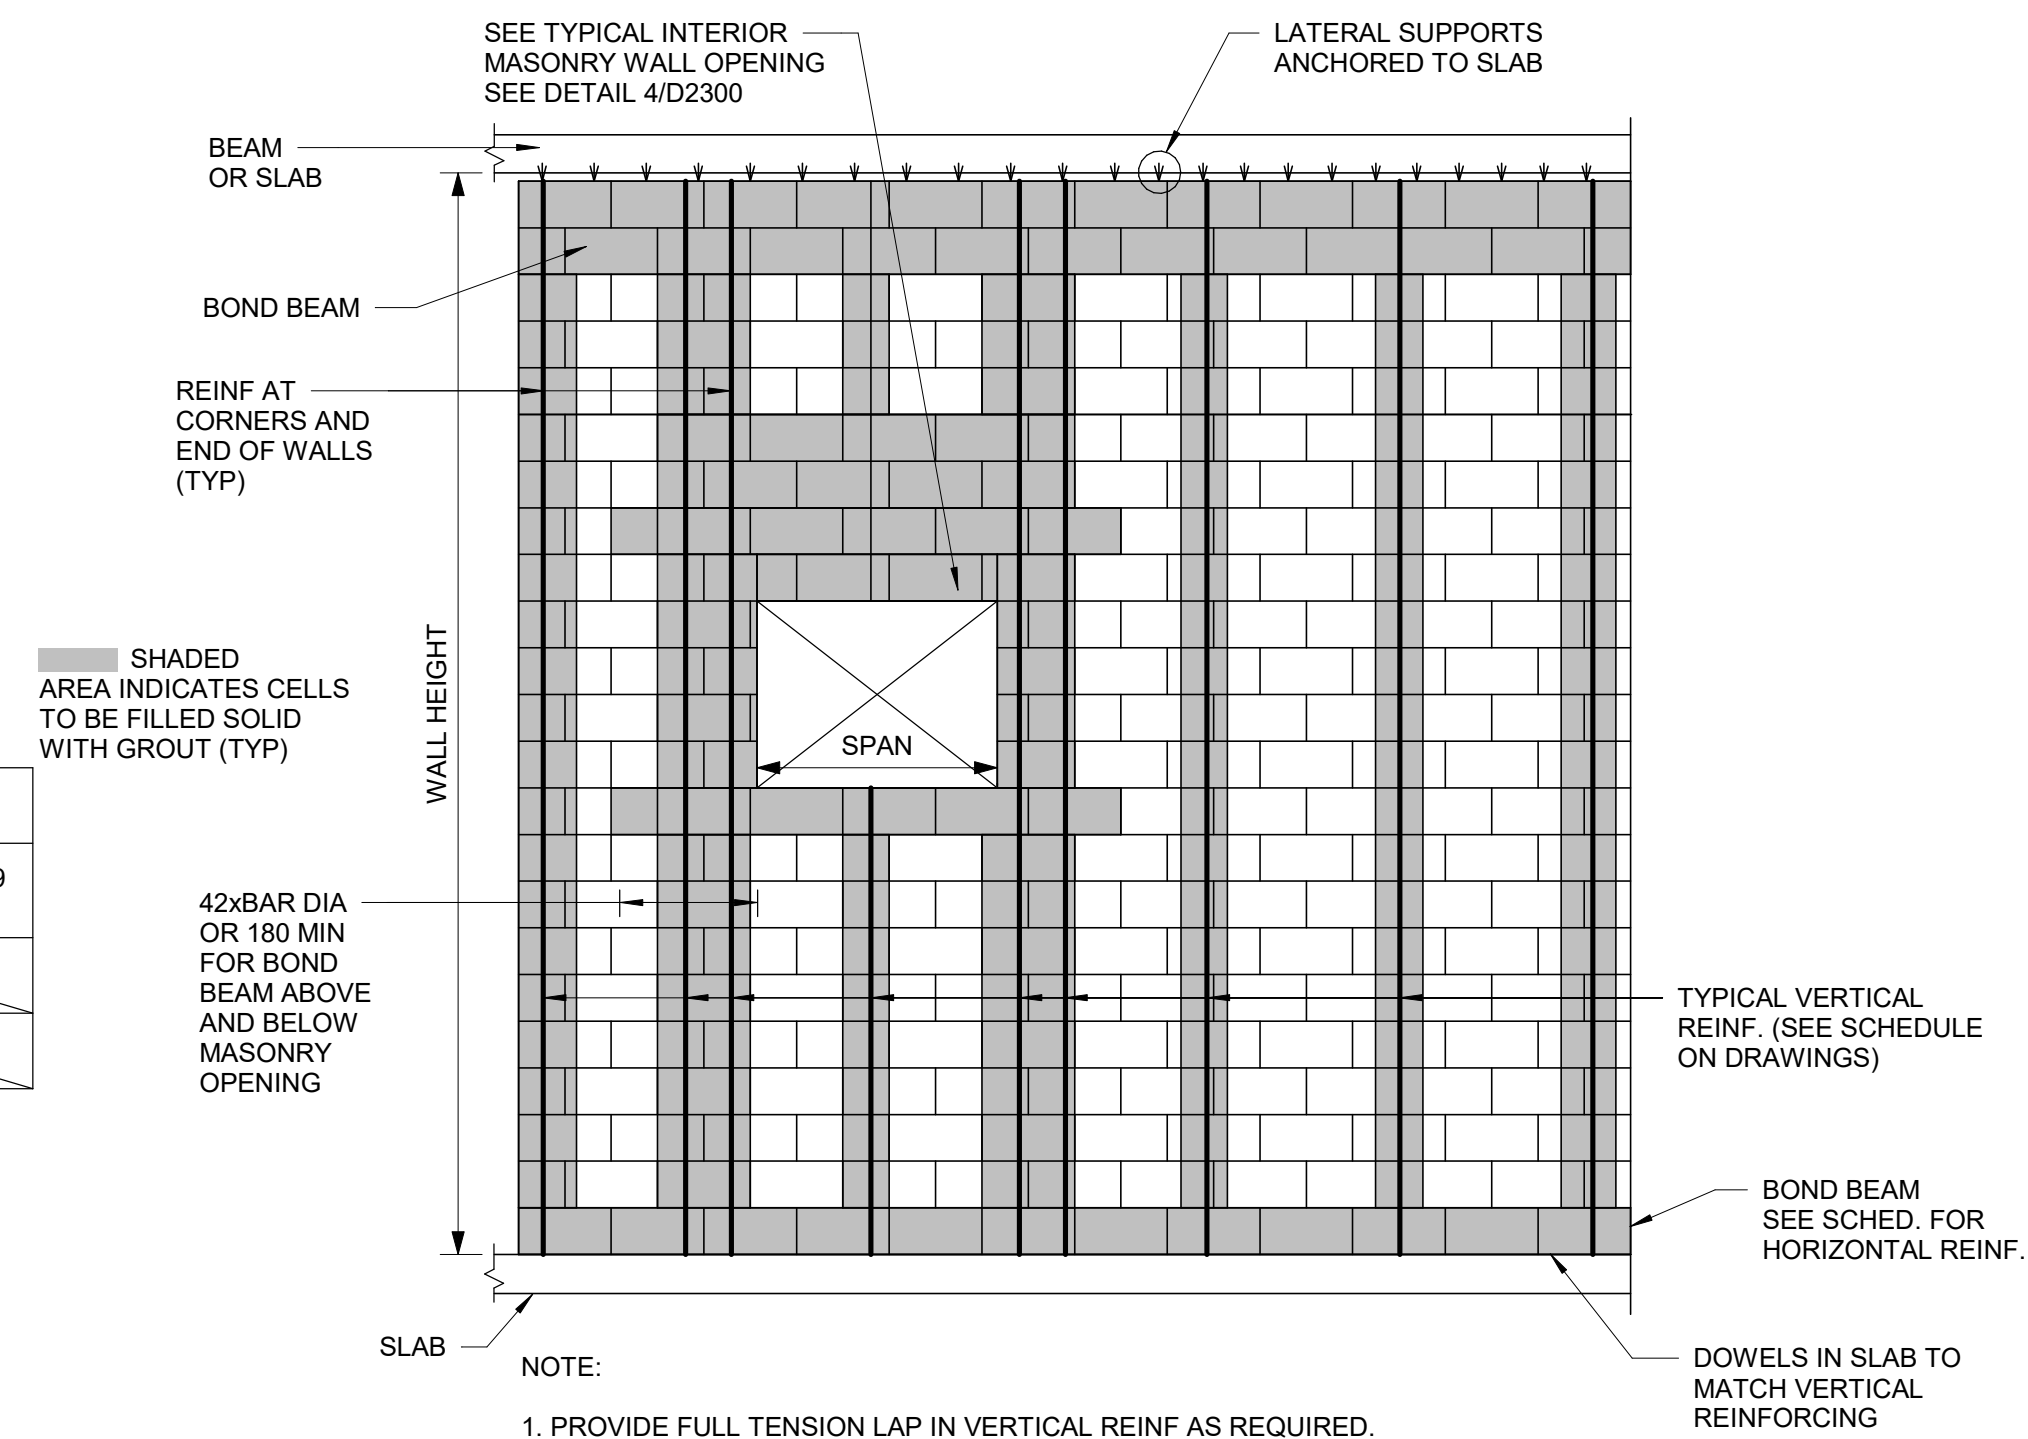 SEE TYPICAL INTERIOR
MASONRY WALL OPENING
SEE DETAIL 4/D2300
LATERAL SUPPORTS
ANCHORED TO SLAB
BEAM
OR SLAB
BOND BEAM
REINF AT
CORNERS AND
END OF WALLS
(TYP)
SHADED
AREA INDICATES CELLS
TO BE FILLED SOLID
WITH GROUT (TYP)
WALL HEIGHT
SPAN
9
42xBAR DIA
OR 180 MIN
FOR BOND
BEAM ABOVE
AND BELOW
MASONRY
OPENING
TYPICAL VERTICAL
REINF. (SEE SCHEDULE
ON DRAWINGS)
BOND BEAM
SEE SCHED. FOR
HORIZONTAL REINF.
SLAB
DOWELS IN SLAB TO
MATCH VERTICAL
REINFORCING
NOTE:
1. PROVIDE FULL TENSION LAP IN VERTICAL REINF AS REQUIRED.